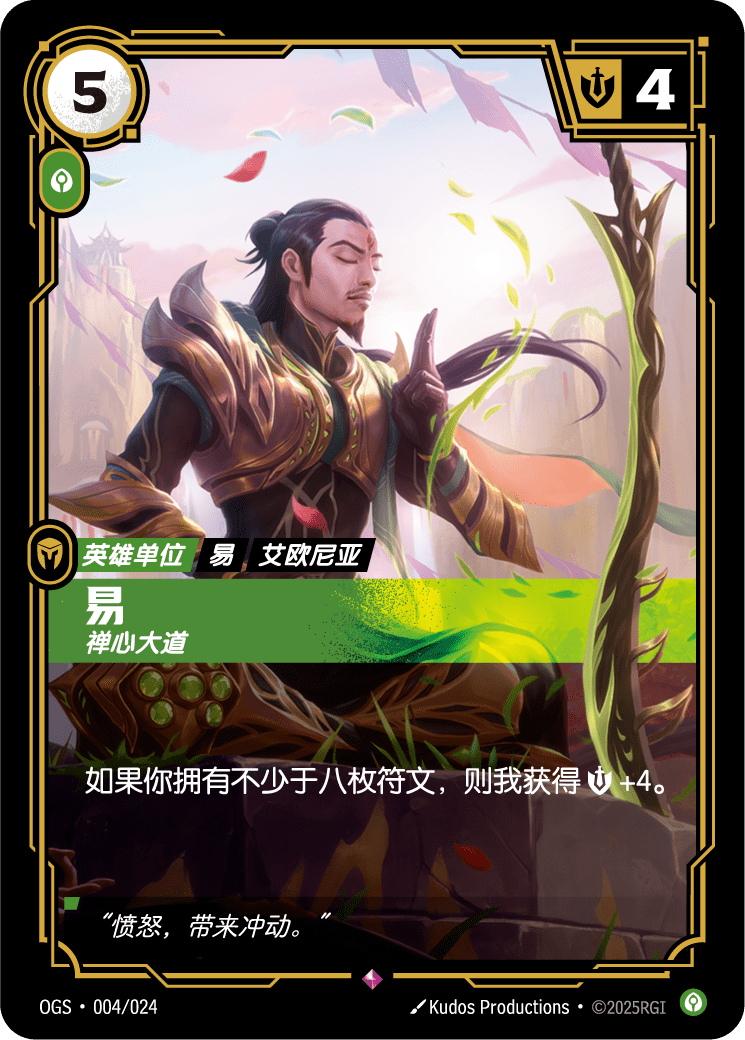 5
4
英雄单位 易 艾欧尼亚
易
禅心大道
如果你拥有不少于八枚符文，则我获得 +4。
“愤怒，带来冲动。”
OGS • 004/024
Kudos Productions • ©2025RGI